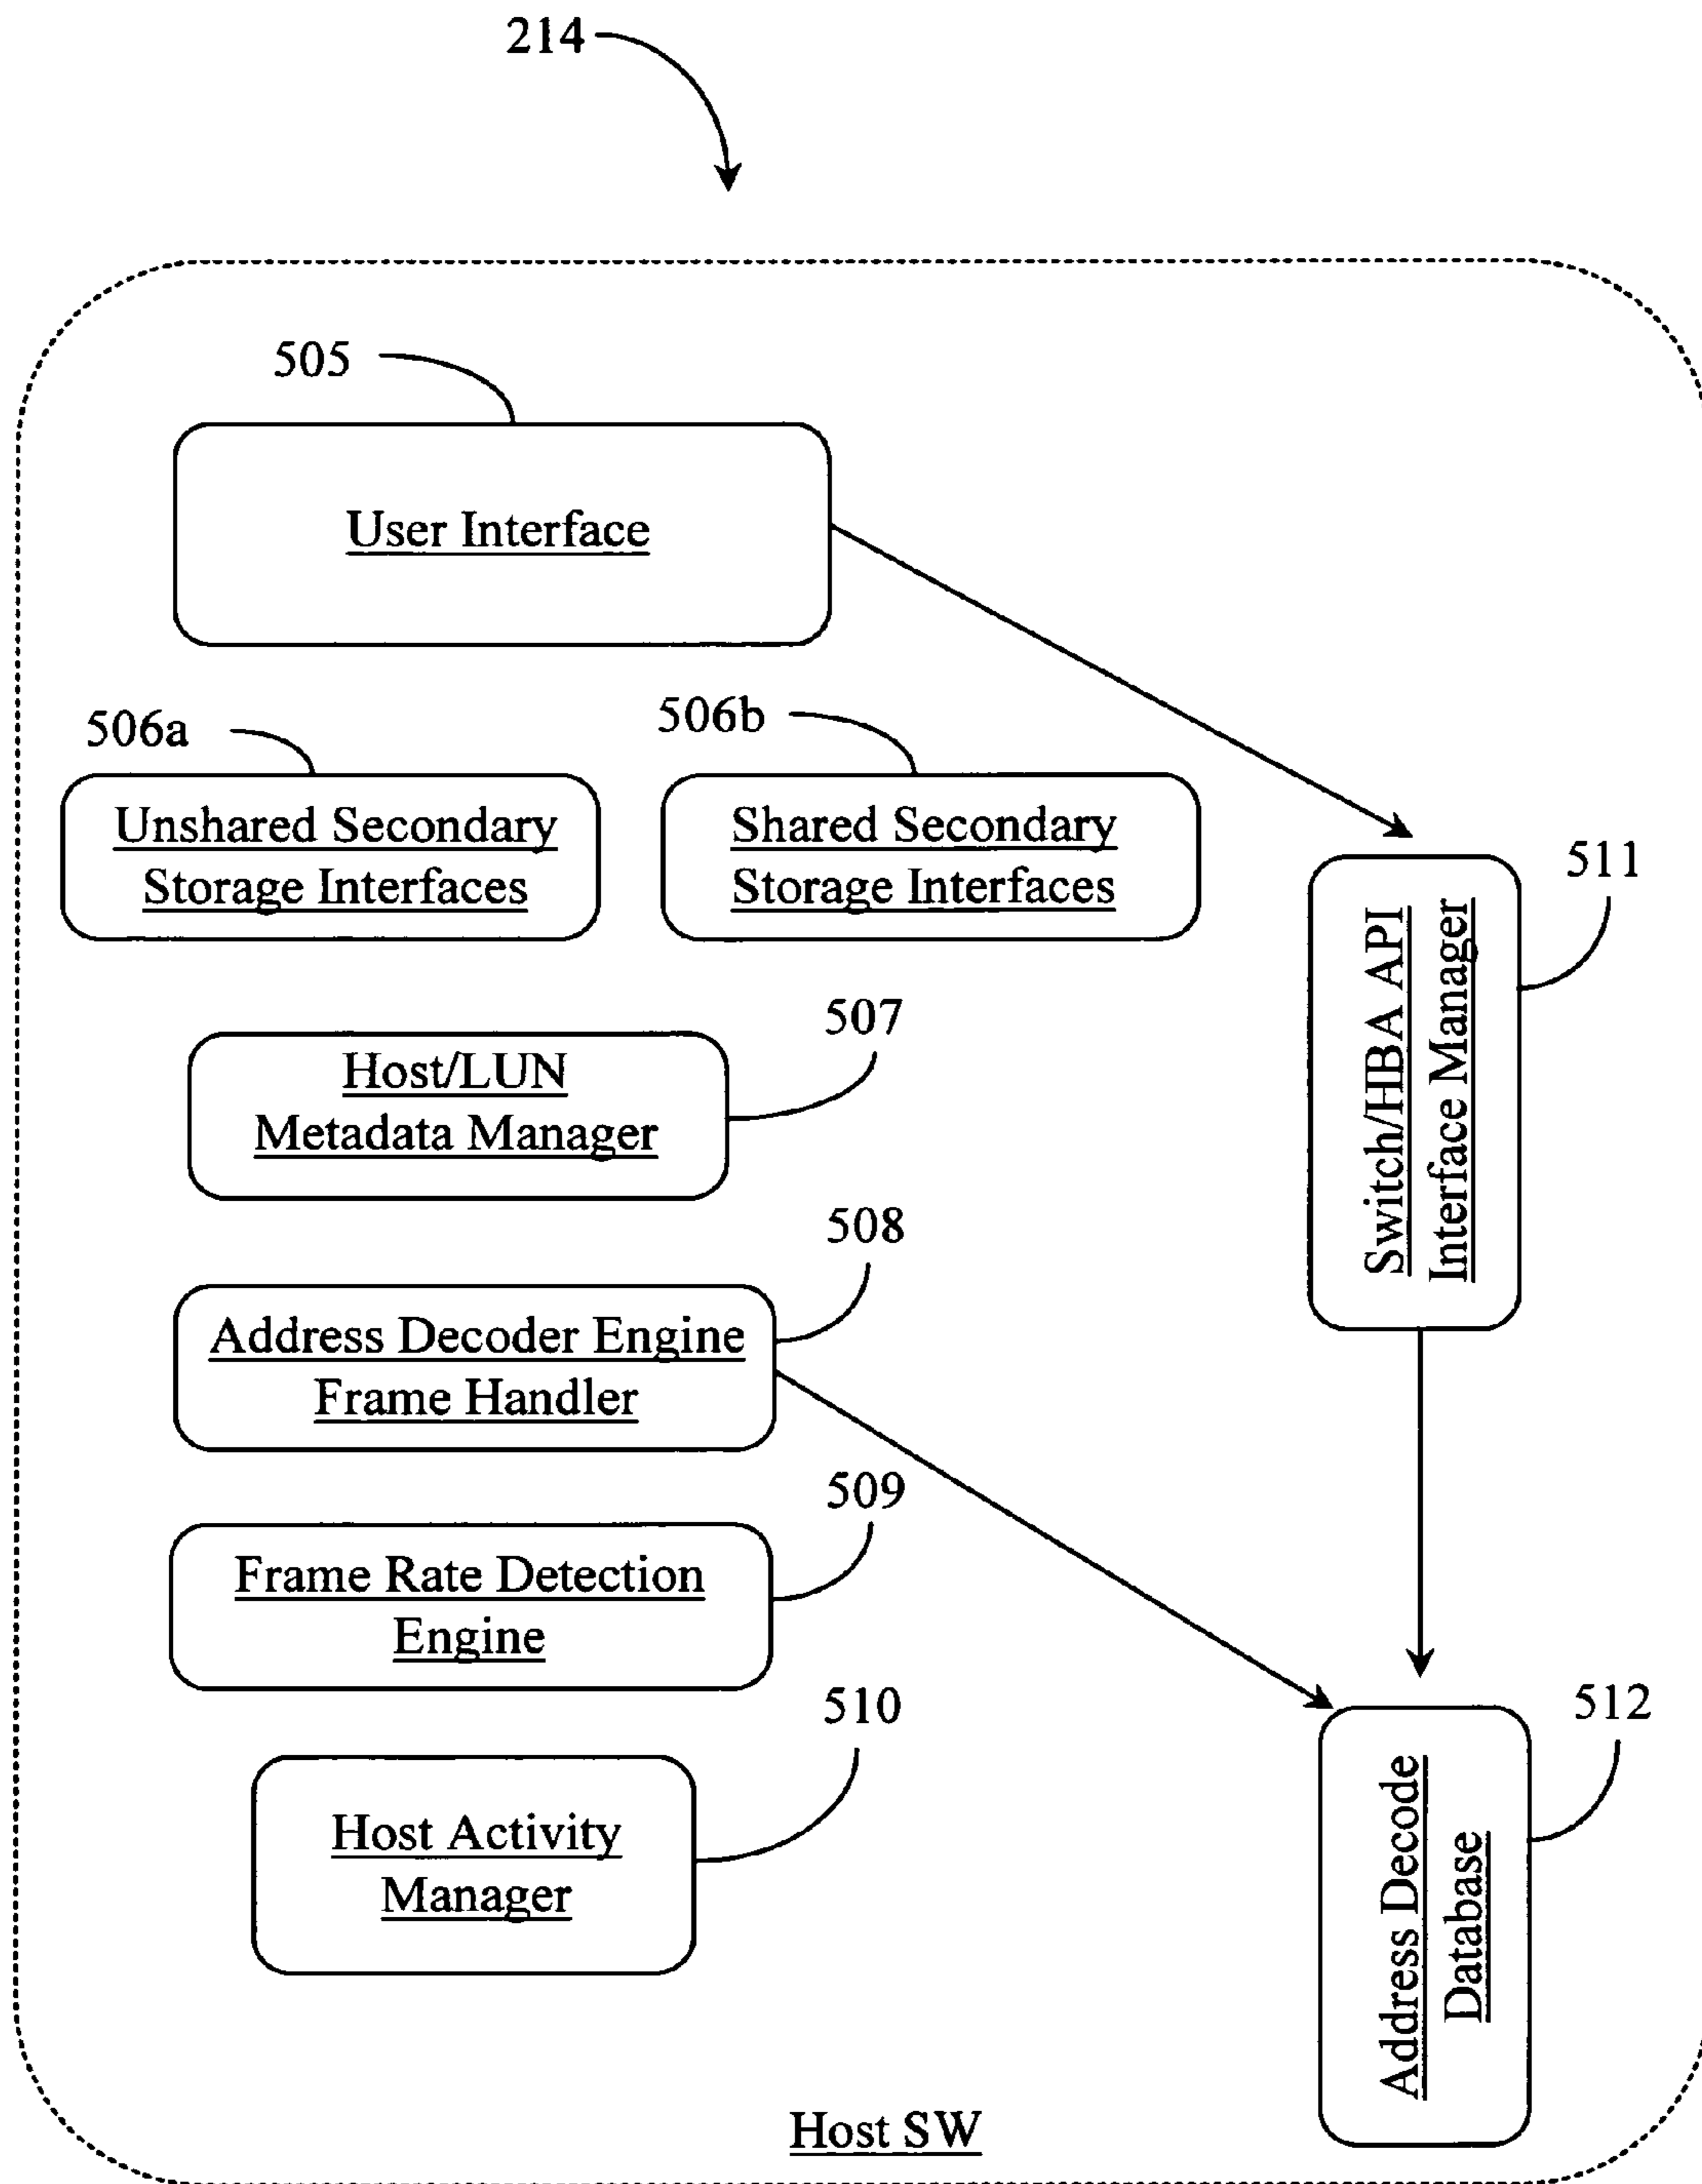 214
505
User Interface
506a
506b
Unshared Secondary
Storage Interfaces
Shared Secondary
Storage Interfaces
511
Switch/HBA API
Interface Manager
507
Host/LUN
Metadata Manager
508
Address Decoder Engine
Frame Handler
509
Frame Rate Detection
Engine
510
Host Activity
Manager
512
Address Decode
Database
Host SW